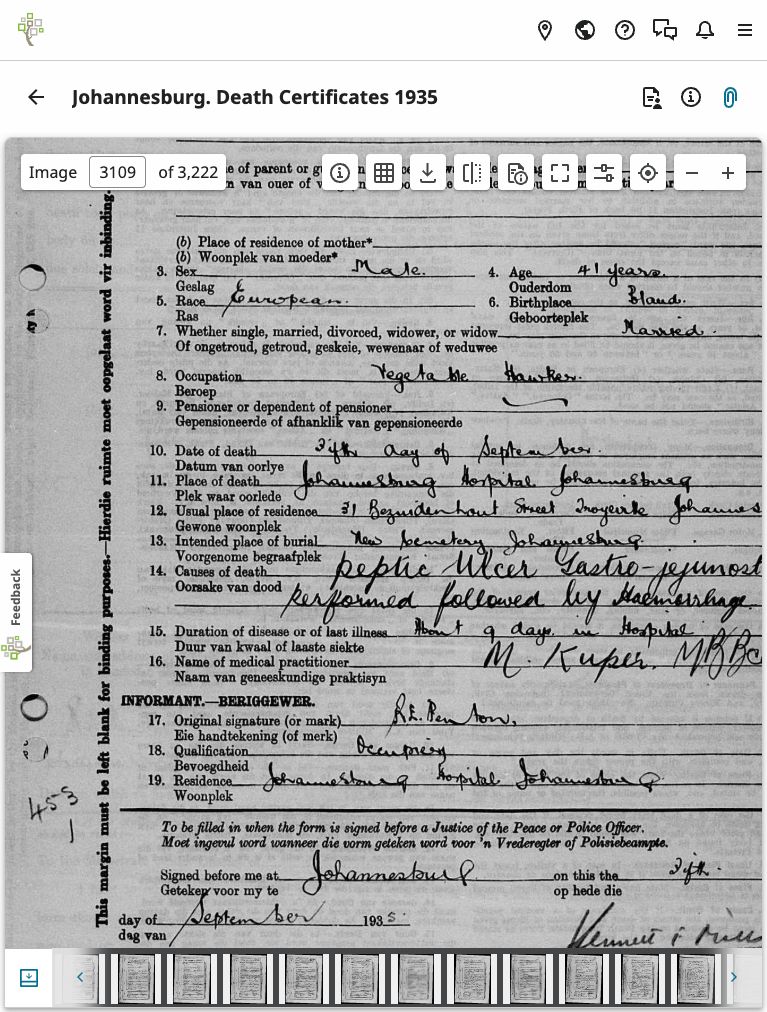 Johannesburg. Death Certificates 1935
Image 3109 of 3,222
e of parent or g
n van ouer of v
(b) Place of residence of mother*
(b) Woonplek van moeder*
3. Sex Male. 4. Age 41 years.
Geslag Ouderdom
5. Race European. 6. Birthplace
Ras Geboorteplek
7. Whether single, married, divorced, widower, or widow Married.
Of ongetroud, getroud, geskeie, wewenaar of weduwee
8. Occupation Vegetable Hawker.
Beroep
9. Pensioner or dependent of pensioner
Gepensioneerde of afhanklik van gepensioneerde
10. Date of death Fifth day of September.
Datum van oorlye
11. Place of death Johannesburg Hospital Johannesburg
Plek waar oorlede
12. Usual place of residence 31 Bezuidenhout Street Troyeville Johannes
Gewone woonplek
13. Intended place of burial New Cemetery Johannesburg.
Voorgenome begraafplek
14. Causes of death peptic Ulcer Gastro-jejunost
Oorsake van dood performed followed by Haemorrhage.
15. Duration of disease or of last illness About 9 days in Hospital
Duur van kwaal of laaste siekte
16. Name of medical practitioner M. Kuper. MB Bc
Naam van geneeskundige praktisyn
INFORMANT.—BERIGGEWER.
17. Original signature (or mark) R.E. Penton.
Eie handtekening (of merk)
18. Qualification Occupier
Bevoegdheid
19. Residence Johannesburg Hospital Johannesburg.
Woonplek
To be filled in when the form is signed before a Justice of the Peace or Police Officer.
Moet ingevul word wanneer die vorm geteken word voor 'n Vrederegter of Polisiebeampte.
Signed before me at Johannesburg on this the Fifth.
Geteken voor my te op hede die
day of September 1935.
dag van
This margin must be left blank for binding purposes.—Hierdie ruimte moet oopgelaat word vir inbinding.
453
1
Feedback